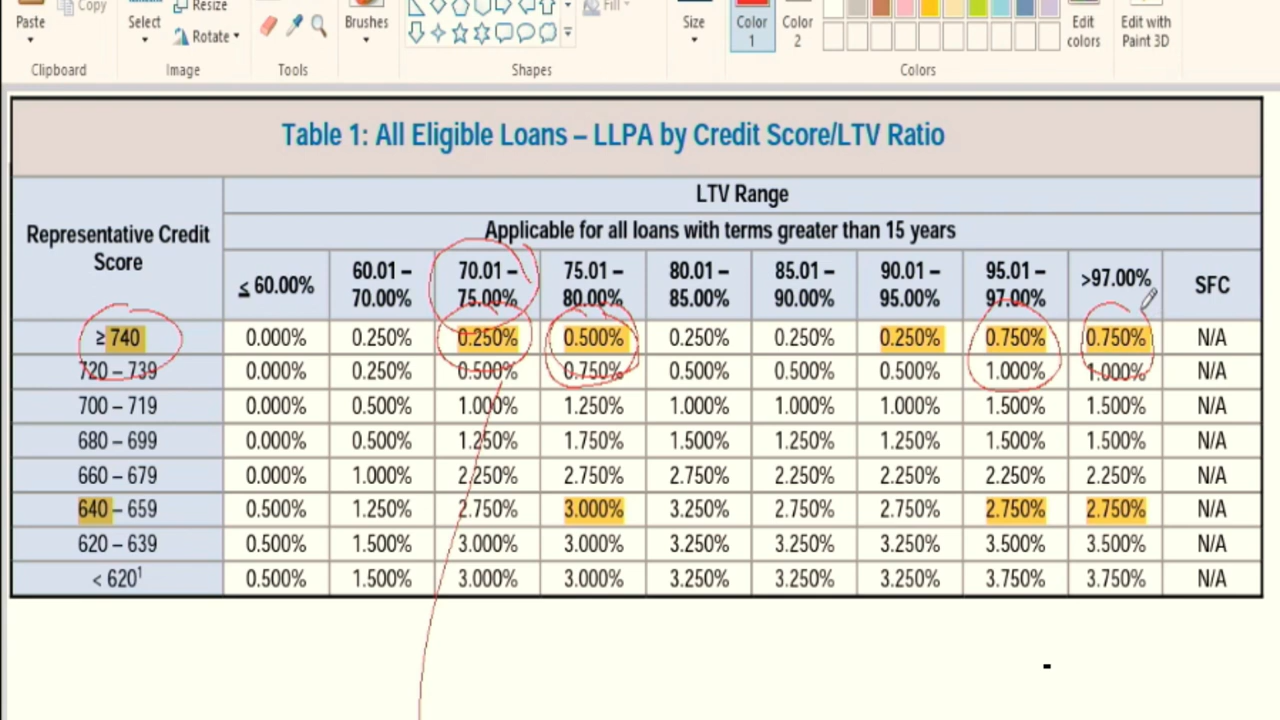 Paste
Copy
Select
Resize
Rotate
Brushes
Fill
Size
Color 1
Color 2
Edit colors
Edit with Paint 3D
Clipboard
Image
Tools
Shapes
Colors
Table 1: All Eligible Loans – LLPA by Credit Score/LTV Ratio
Representative Credit Score
LTV Range
Applicable for all loans with terms greater than 15 years
≤ 60.00% 60.01 – 70.00% 70.01 – 75.00% 75.01 – 80.00% 80.01 – 85.00% 85.01 – 90.00% 90.01 – 95.00% 95.01 – 97.00% >97.00% SFC
≥ 740 0.000% 0.250% 0.250% 0.500% 0.250% 0.250% 0.250% 0.750% 0.750% N/A
720 – 739 0.000% 0.250% 0.500% 0.750% 0.500% 0.500% 0.500% 1.000% 1.000% N/A
700 – 719 0.000% 0.500% 1.000% 1.250% 1.000% 1.000% 1.000% 1.500% 1.500% N/A
680 – 699 0.000% 0.500% 1.250% 1.750% 1.500% 1.250% 1.250% 1.500% 1.500% N/A
660 – 679 0.000% 1.000% 2.250% 2.750% 2.750% 2.250% 2.250% 2.250% 2.250% N/A
640 – 659 0.500% 1.250% 2.750% 3.000% 3.250% 2.750% 2.750% 2.750% 2.750% N/A
620 – 639 0.500% 1.500% 3.000% 3.000% 3.250% 3.250% 3.250% 3.500% 3.500% N/A
< 620¹ 0.500% 1.500% 3.000% 3.000% 3.250% 3.250% 3.250% 3.750% 3.750% N/A